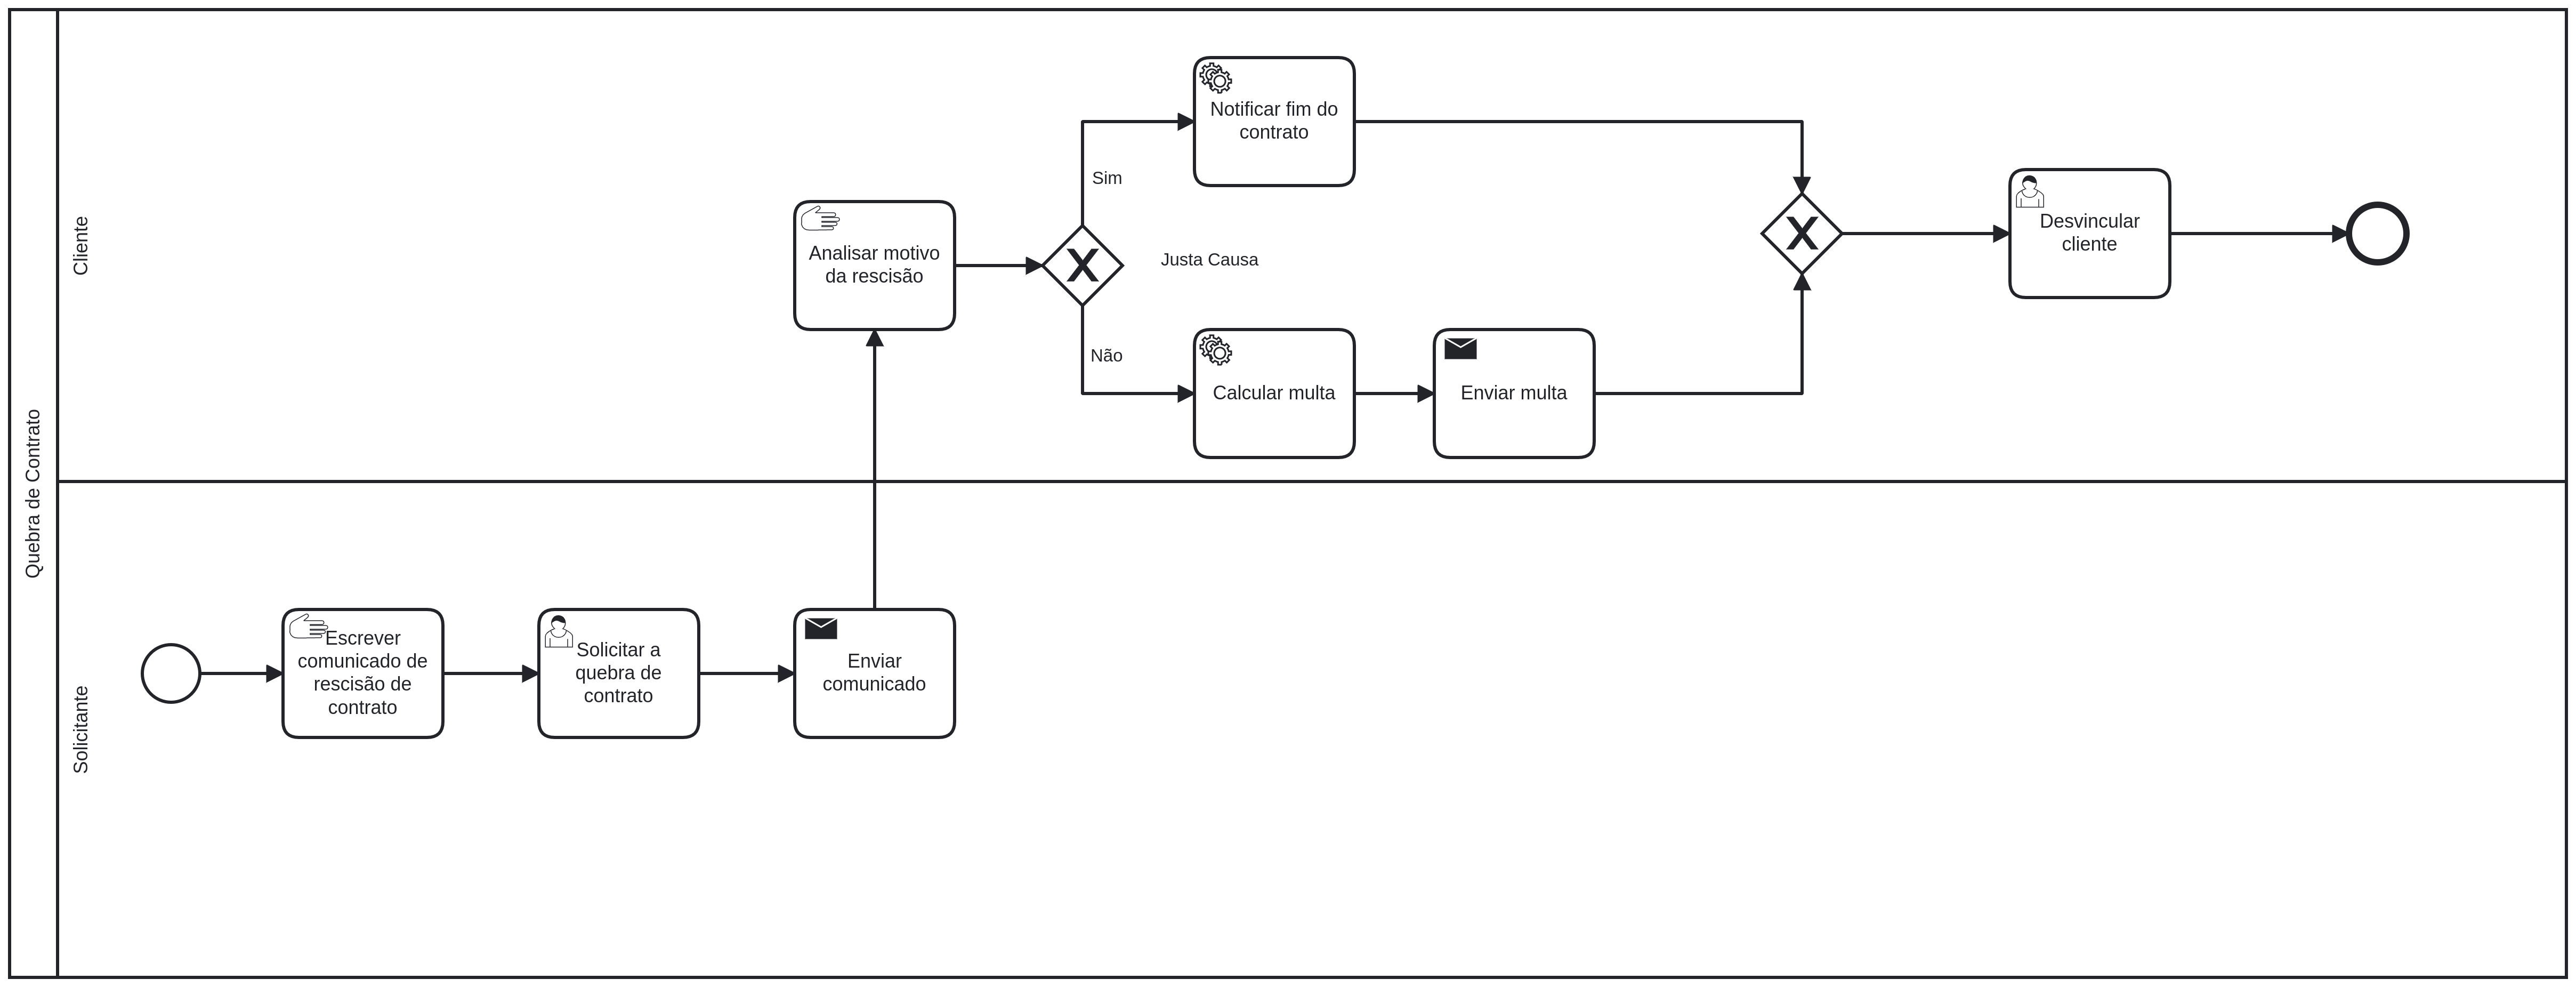 Quebra de Contrato
Cliente
Notificar fim do
contrato
Sim
Analisar motivo
da rescisão
Justa Causa
Não
Calcular multa
Enviar multa
Desvincular
cliente
Solicitante
Escrever
comunicado de
rescisão de
contrato
Solicitar a
quebra de
contrato
Enviar
comunicado